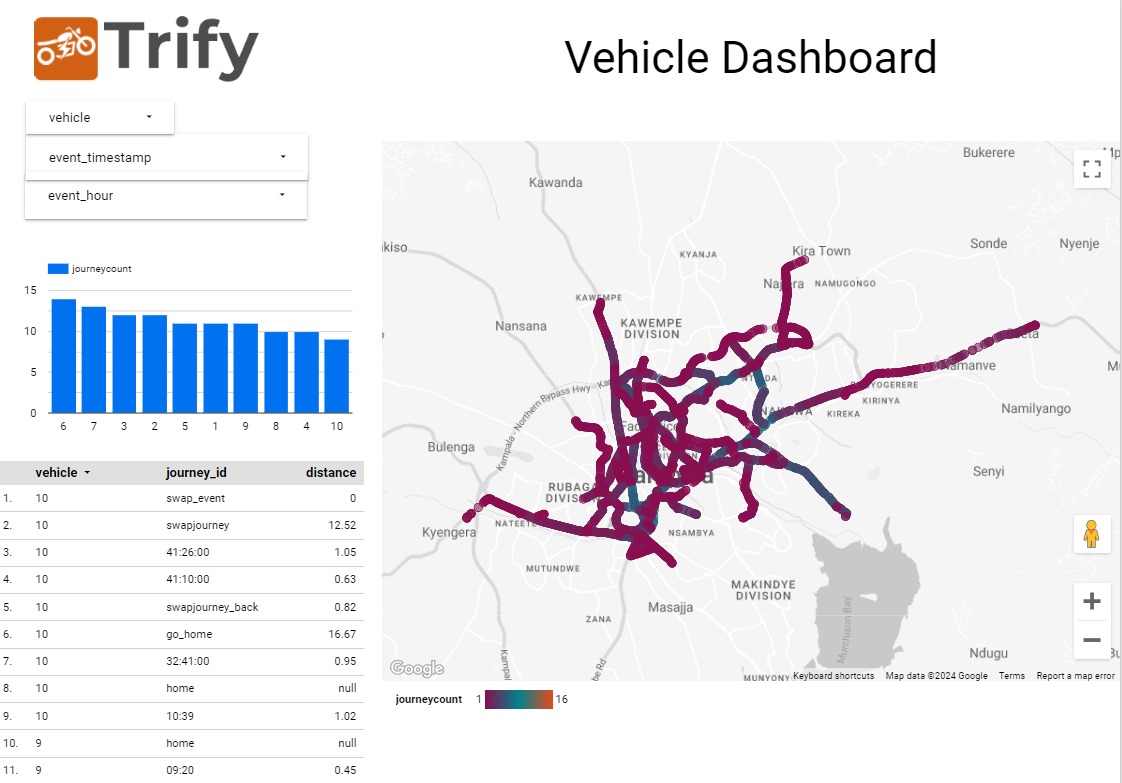 Trify
Vehicle Dashboard
vehicle
event_timestamp
event_hour
journeycount
15
10
5
0
6 7 3 2 5 1 9 8 4 10
vehicle journey_id distance
1. 10 swap_event 0
2. 10 swapjourney 12.52
3. 10 41:26:00 1.05
4. 10 41:10:00 0.63
5. 10 swapjourney_back 0.82
6. 10 go_home 16.67
7. 10 32:41:00 0.95
8. 10 home null
9. 10 10:39 1.02
10. 9 home null
11. 9 09:20 0.45
Bukerere
Kawanda
Kira Town
Sonde
Nyenje
KYANJA
NAMUGONGO
KAWEMPE
Nansana
KAWEMPE
DIVISION
Kampala - Northern Bypass Hwy
KIRINYA
KIREKA
Namilyango
Bulenga
Senyi
RUBAGA
DIVISION
Kyengera
NATEETE
NSAMBYA
MUTUNDWE
MAKINDYE
DIVISION
Masajja
ZANA
Murchison Bay
Ndugu
Google
Keyboard shortcuts Map data ©2024 Google Terms Report a map error
journeycount 1 16